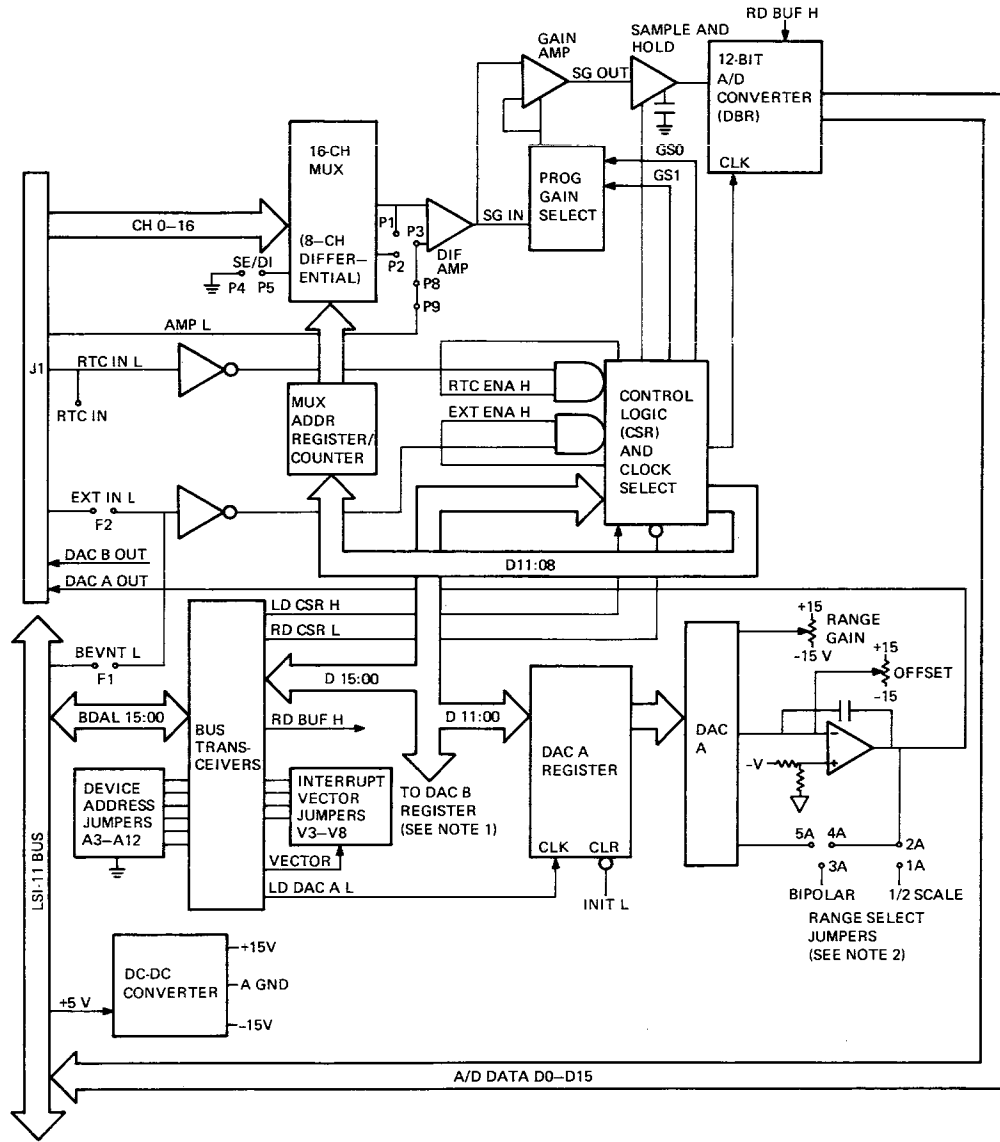 RD BUF H
GAIN
AMP
SAMPLE AND
HOLD
SG OUT
12-BIT
A/D
CONVERTER
(DBR)
CLK
16-CH
MUX
(8-CH
DIFFER-
ENTIAL)
PROG
GAIN
SELECT
GS0
GS1
CH 0-16
P1
P3
P2
SG IN
DIF
AMP
SE/DI
P4 P5
P8
P9
AMP L
J1
RTC IN L
RTC IN
MUX
ADDR
REGISTER/
COUNTER
RTC ENA H
EXT ENA H
CONTROL
LOGIC
(CSR)
AND
CLOCK
SELECT
EXT IN L
F2
DAC B OUT
DAC A OUT
D11:08
LD CSR H
RD CSR L
BEVNT L
F1
D 15:00
BDAL 15:00
BUS
TRANS-
CEIVERS
RD BUF H
D 11:00
DAC A
REGISTER
CLK CLR
INIT L
DAC
A
+15
RANGE
GAIN
-15 V
+15
OFFSET
-15
-V
-
+
5A 4A
2A
3A
1A
BIPOLAR
1/2 SCALE
RANGE SELECT
JUMPERS
(SEE NOTE 2)
DEVICE
ADDRESS
JUMPERS
A3-A12
INTERRUPT
VECTOR
JUMPERS
V3-V8
TO DAC B
REGISTER
(SEE NOTE 1)
VECTOR
LD DAC A L
LSI-11 BUS
DC-DC
CONVERTER
+15V
A GND
-15V
+5 V
A/D DATA D0-D15